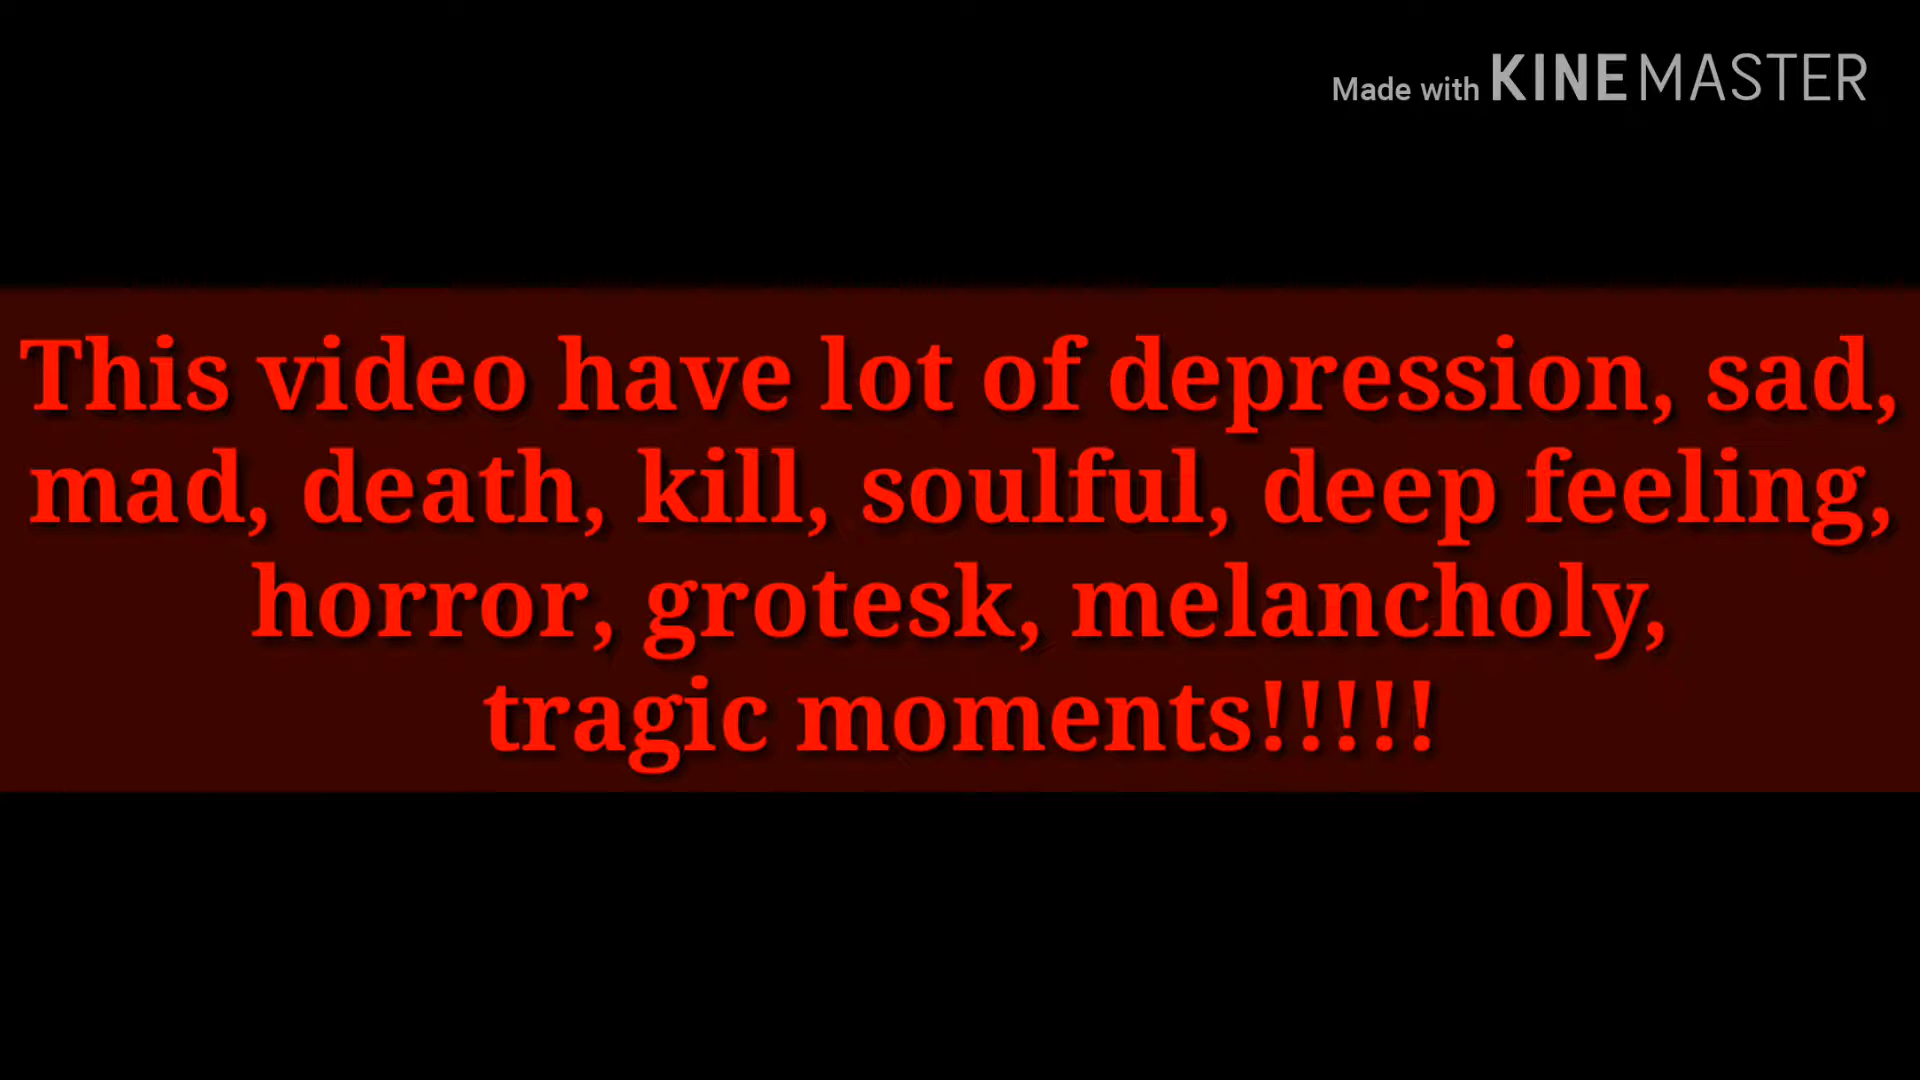 Made with KINEMASTER
This video have lot of depression, sad,
mad, death, kill, soulful, deep feeling,
horror, grotesk, melancholy,
tragic moments!!!!!